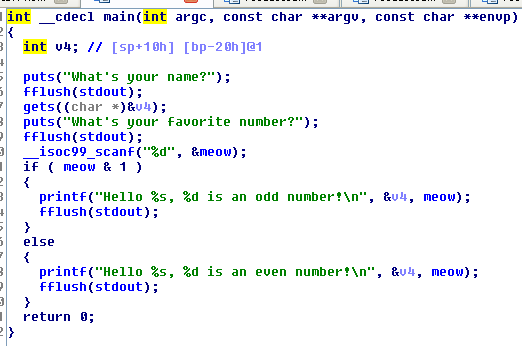 int __cdecl main(int argc, const char **argv, const char **envp)
{
  int v4; // [sp+10h] [bp-20h]@1

  puts("What's your name?");
  fflush(stdout);
  gets((char *)&v4);
  puts("What's your favorite number?");
  fflush(stdout);
  __isoc99_scanf("%d", &meow);
  if ( meow & 1 )
  {
    printf("Hello %s, %d is an odd number!\n", &v4, meow);
    fflush(stdout);
  }
  else
  {
    printf("Hello %s, %d is an even number!\n", &v4, meow);
    fflush(stdout);
  }
  return 0;
}